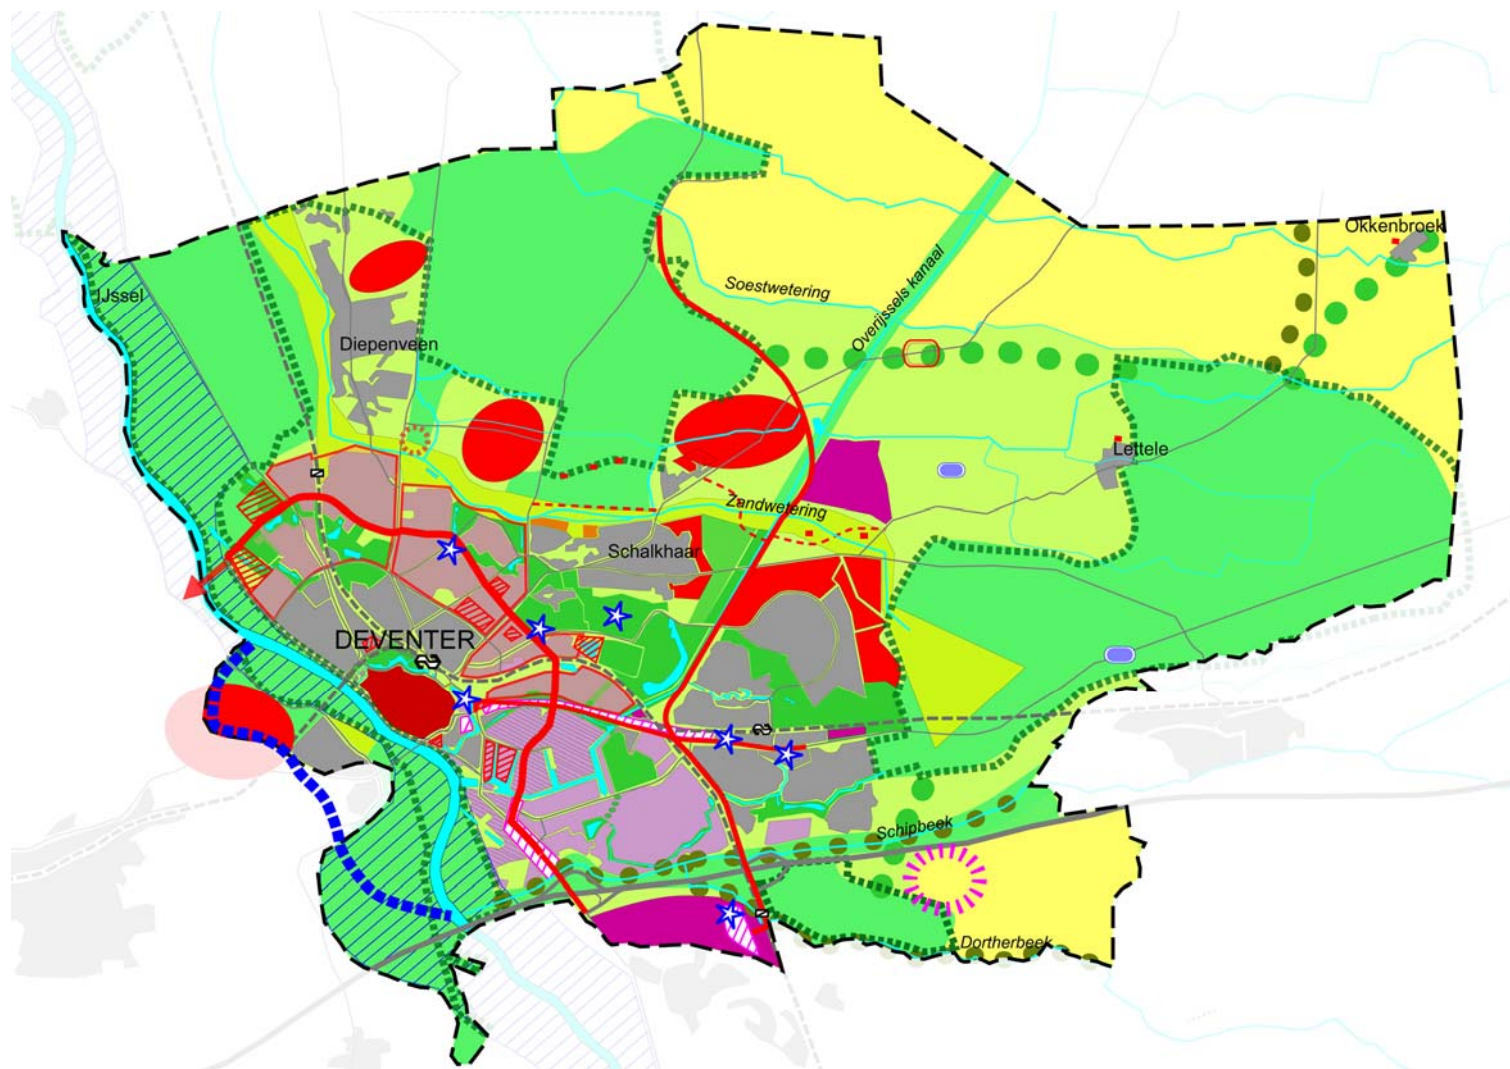 Okkenbroek
Soestwetering
Overijssels kanaal
IJssel
Diepenveen
Lettele
Zandwetering
Schalkhaar
DEVENTER
Schipbeek
Dortherbeek